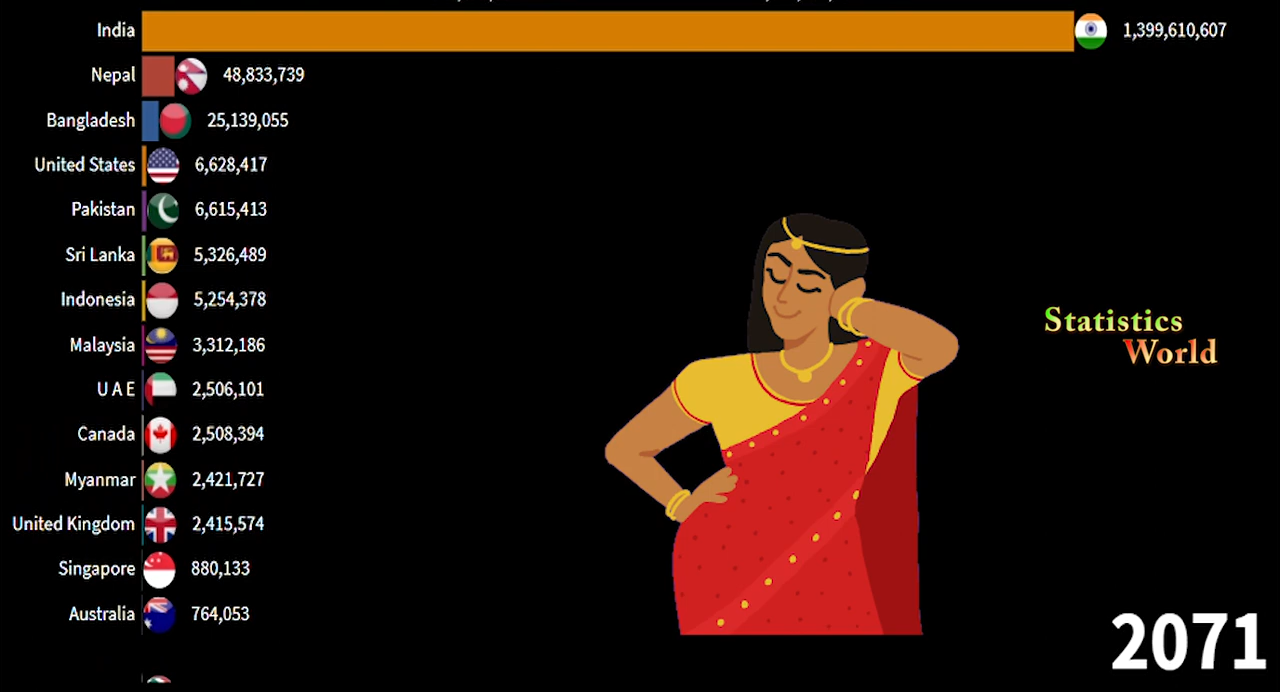 India 1,399,610,607
Nepal 48,833,739
Bangladesh 25,139,055
United States 6,628,417
Pakistan 6,615,413
Sri Lanka 5,326,489
Indonesia 5,254,378
Malaysia 3,312,186
U A E 2,506,101
Canada 2,508,394
Myanmar 2,421,727
United Kingdom 2,415,574
Singapore 880,133
Australia 764,053
Statistics
World
2071